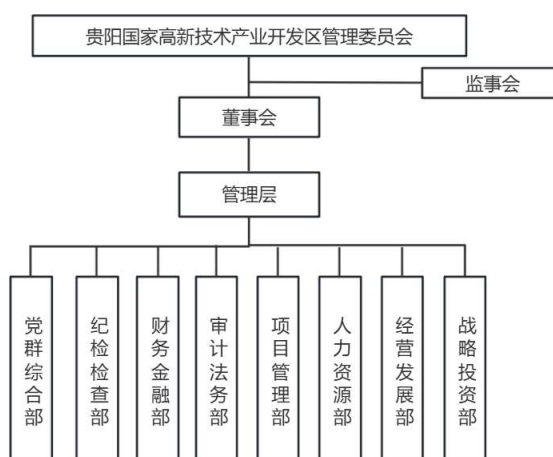 贵阳国家高新技术产业开发区管理委员会
监事会
董事会
管理层
党群综合部
纪检检查部
财务金融部
审计法务部
项目管理部
人力资源部
经营发展部
战略投资部